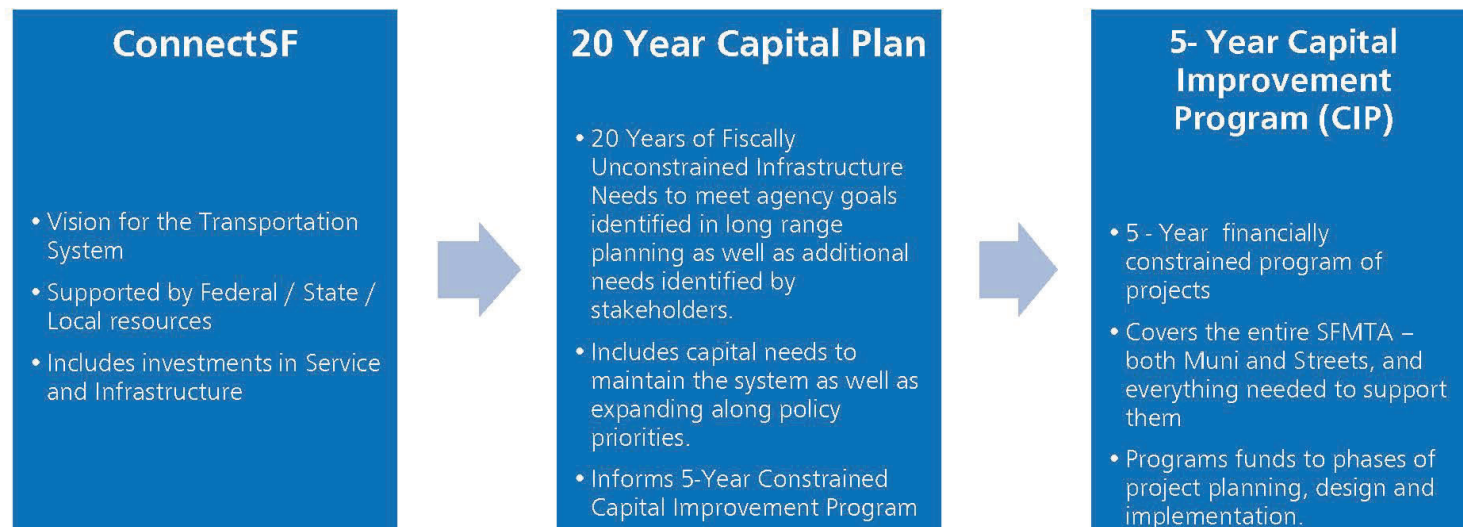 ConnectSF
• Vision for the Transportation
System
• Supported by Federal / State /
Local resources
• Includes investments in Service
and Infrastructure
20 Year Capital Plan
• 20 Years of Fiscally
Unconstrained Infrastructure
Needs to meet agency goals
identified in long range
planning as well as additional
needs identified by
stakeholders.
• Includes capital needs to
maintain the system as well as
expanding along policy
priorities.
• Informs 5-Year Constrained
Capital Improvement Program
5- Year Capital
Improvement
Program (CIP)
• 5 - Year financially
constrained program of
projects
• Covers the entire SFMTA –
both Muni and Streets, and
everything needed to support
them
• Programs funds to phases of
project planning, design and
implementation.